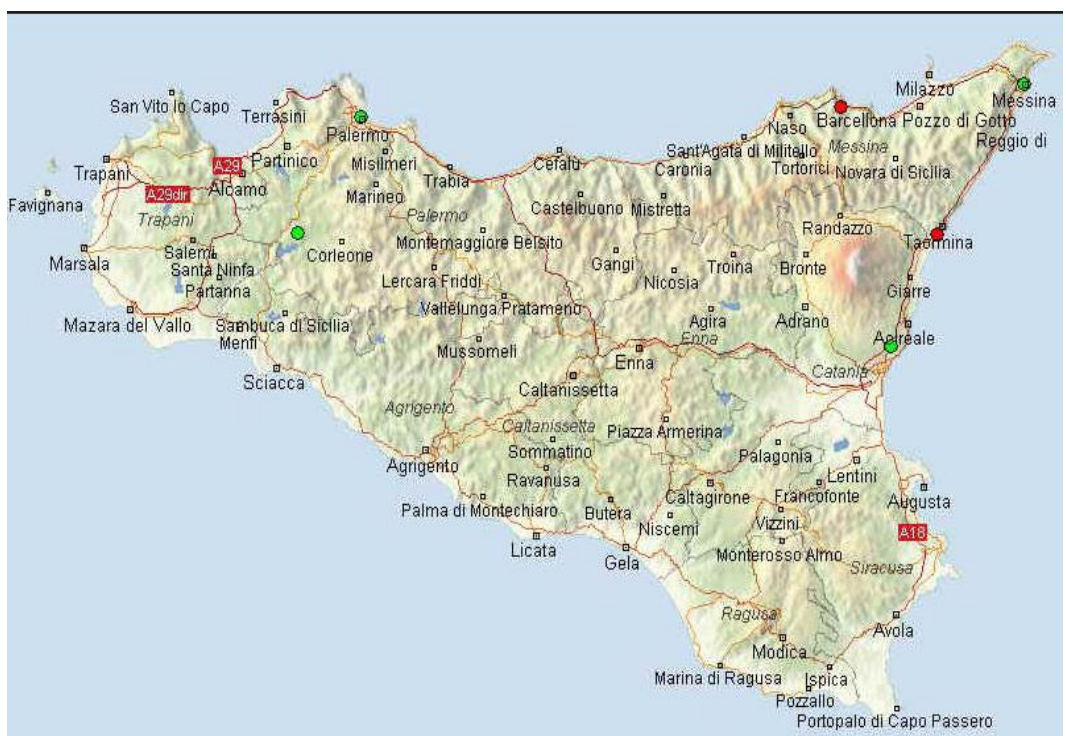 San Vito lo Capo
Terrasini
Palermo
Milazzo
Messina
Barcellona Pozzo di Gotto
Naso
Reggio di
Messina
Sant'Agata di Militello
Trapani
A29
Partinico
Misilmeri
Cefalù
Caronia
Tortorici
Novara di Sicilia
A29dir
Alcamo
Trabia
Marineo
Favignana
Trapani
Palermo
Castelbuono
Mistretta
Randazzo
Taormina
Montemaggiore Belsito
Marsala
Salemi
Corleone
Santa Ninfa
Gangi
Troina
Bronte
Partanna
Lercara Friddi
Nicosia
Giarre
Vallelunga Pratameno
Mazara del Vallo
Sambuca di Sicilia
Menfi
Agira
Adrano
Enna
Acireale
Mussomeli
Enna
Catania
Sciacca
Caltanissetta
Agrigento
Caltanissetta
Piazza Armerina
Sommatino
Palagonia
Agrigento
Ravanusa
Lentini
Caltagirone
Francofonte
Augusta
Palma di Montechiaro
Butera
Niscemi
Vizzini
A18
Licata
Gela
Monterosso Almo
Siracusa
Ragusa
Avola
Modica
Marina di Ragusa
Ispica
Pozzallo
Portopalo di Capo Passero